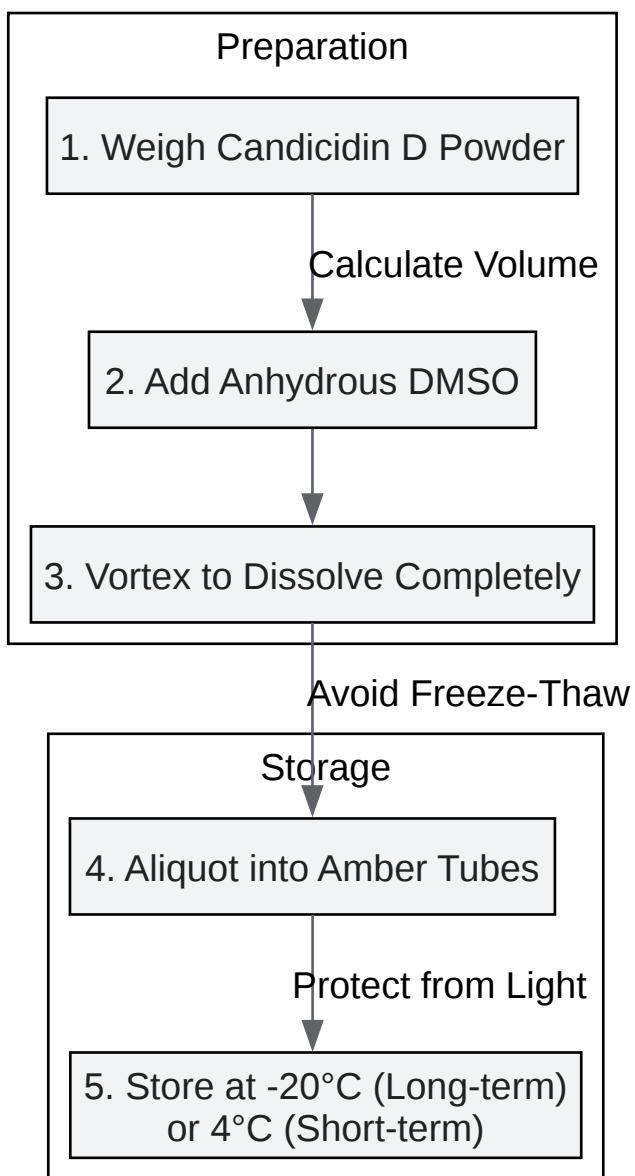 Preparation
1. Weigh Candicidin D Powder
Calculate Volume
2. Add Anhydrous DMSO
3. Vortex to Dissolve Completely
Avoid Freeze-Thaw
Storage
4. Aliquot into Amber Tubes
Protect from Light
5. Store at -20°C (Long-term)
or 4°C (Short-term)